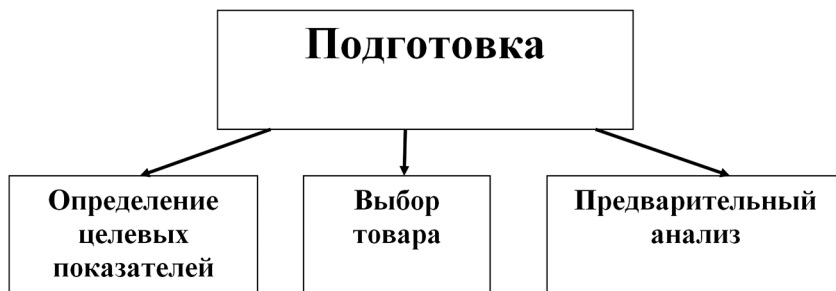 Подготовка
Определение
целевых
показателей
Выбор
товара
Предварительный
анализ